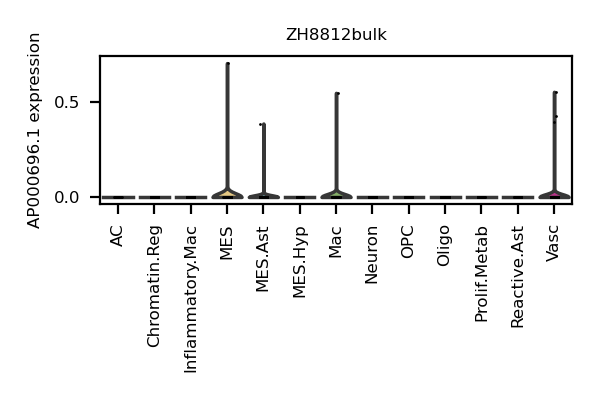 ZH8812bulk
AP000696.1 expression
0.5
0.0
AC
Chromatin.Reg
Inflammatory.Mac
MES
MES.Ast
MES.Hyp
Mac
Neuron
OPC
Oligo
Prolif.Metab
Reactive.Ast
Vasc